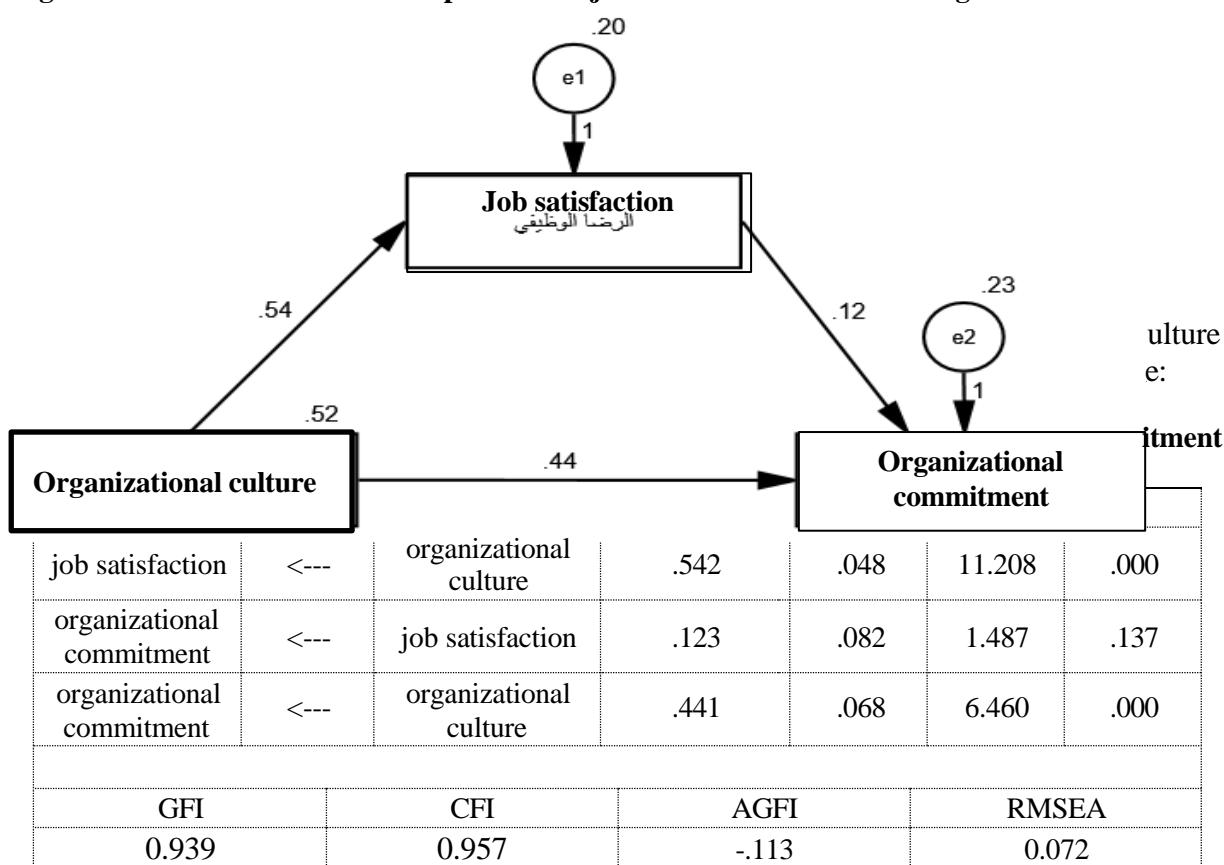 .20
e1
1
Job satisfaction
الرضا الوظيفي
.54
.12
.23
e2
1
ulture
e:
.52
itment
.44
Organizational culture
Organizational
commitment
job satisfaction <--- organizational culture .542 .048 11.208 .000
organizational commitment <--- job satisfaction .123 .082 1.487 .137
organizational commitment <--- organizational culture .441 .068 6.460 .000
GFI CFI AGFI RMSEA
0.939 0.957 -.113 0.072